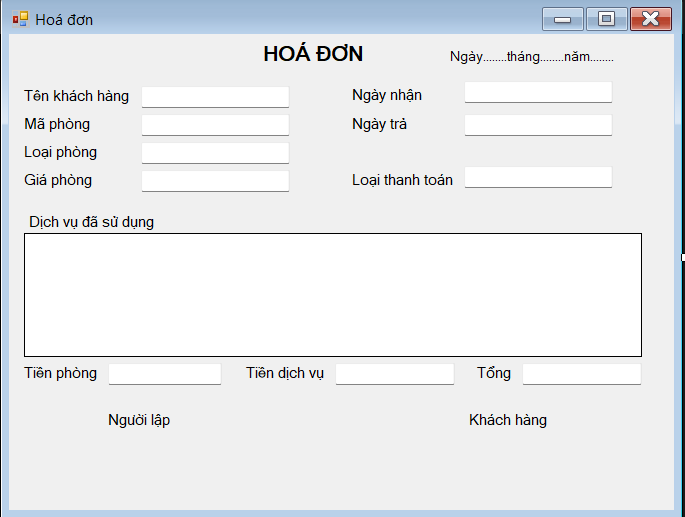 Hoá đơn
HOÁ ĐƠN
Ngày........tháng........năm........
Tên khách hàng
Ngày nhận
Mã phòng
Ngày trả
Loại phòng
Giá phòng
Loại thanh toán
Dịch vụ đã sử dụng
Tiền phòng
Tiền dịch vụ
Tổng
Người lập
Khách hàng